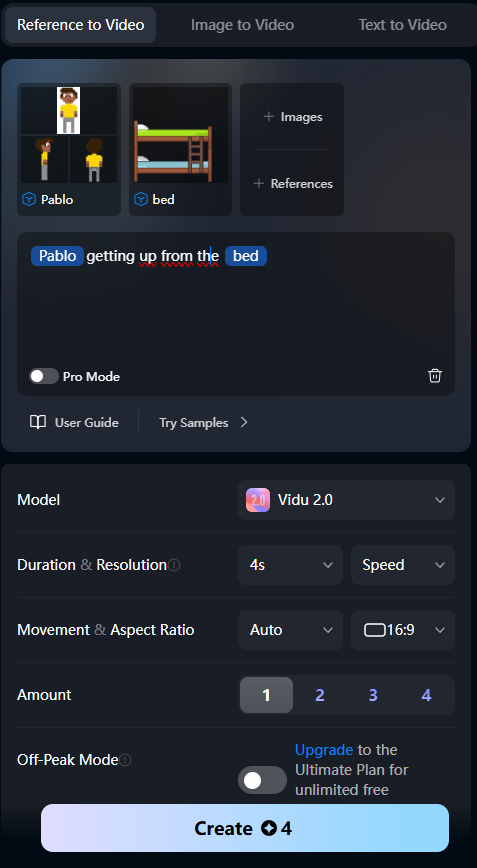 Reference to Video Image to Video Text to Video
+ Images
+ References
Pablo bed
Pablo getting up from the bed
Pro Mode
User Guide Try Samples
Model 2.0 Vidu 2.0
Duration & Resolution 4s Speed
Movement & Aspect Ratio Auto 16:9
Amount 1 2 3 4
Off-Peak Mode Upgrade to the
Ultimate Plan for
unlimited free
Create 4